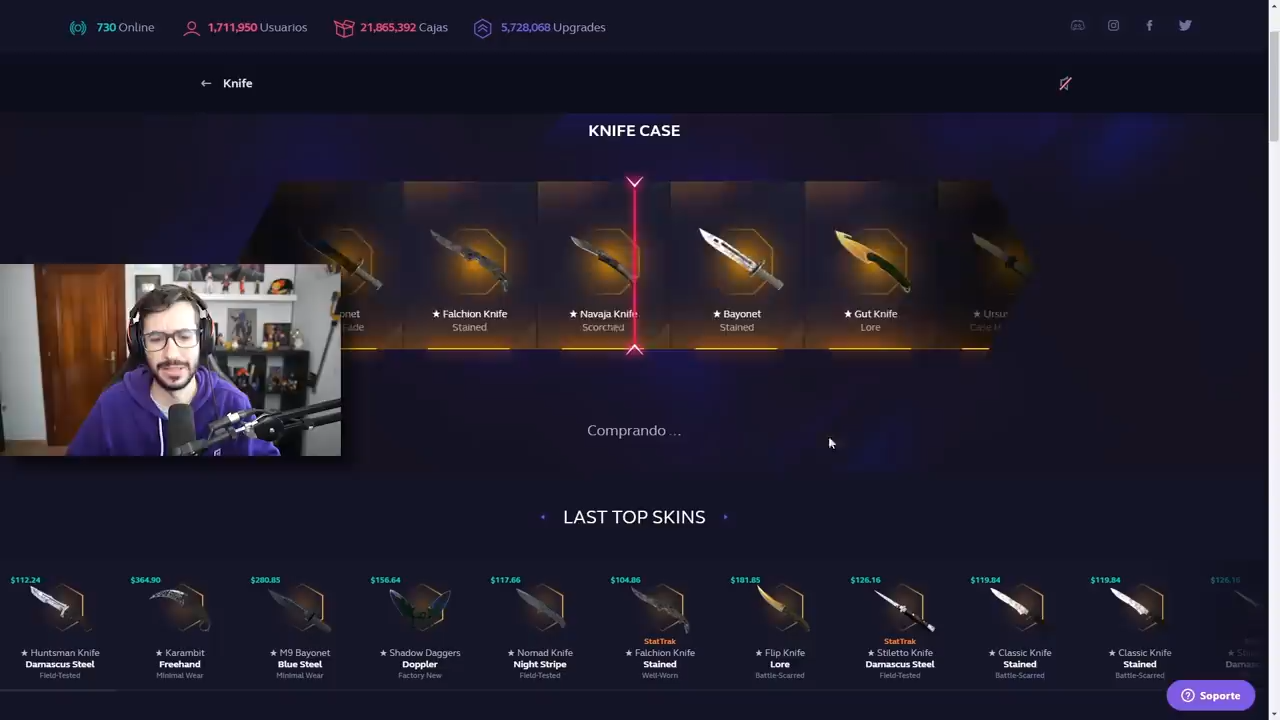 730 Online 1,711,950 Usuarios 21,865,392 Cajas 5,728,068 Upgrades
← Knife
KNIFE CASE
★ Falchion Knife ★ Navaja Knife ★ Bayonet ★ Gut Knife
Stained Scorched Stained Lore
Comprando ...
LAST TOP SKINS
$112.24 $364.90 $280.85 $156.64 $117.66 $104.86 $181.85 $126.16 $119.84 $119.84 $126.16
StatTrak StatTrak
★ Huntsman Knife ★ Karambit ★ M9 Bayonet ★ Shadow Daggers ★ Nomad Knife ★ Falchion Knife ★ Flip Knife ★ Stiletto Knife ★ Classic Knife ★ Classic Knife
Damascus Steel Freehand Blue Steel Doppler Night Stripe Stained Lore Damascus Steel Stained Stained
Field-Tested Minimal Wear Minimal Wear Factory New Field-Tested Well-Worn Battle-Scarred Field-Tested Battle-Scarred Battle-Scarred
Soporte